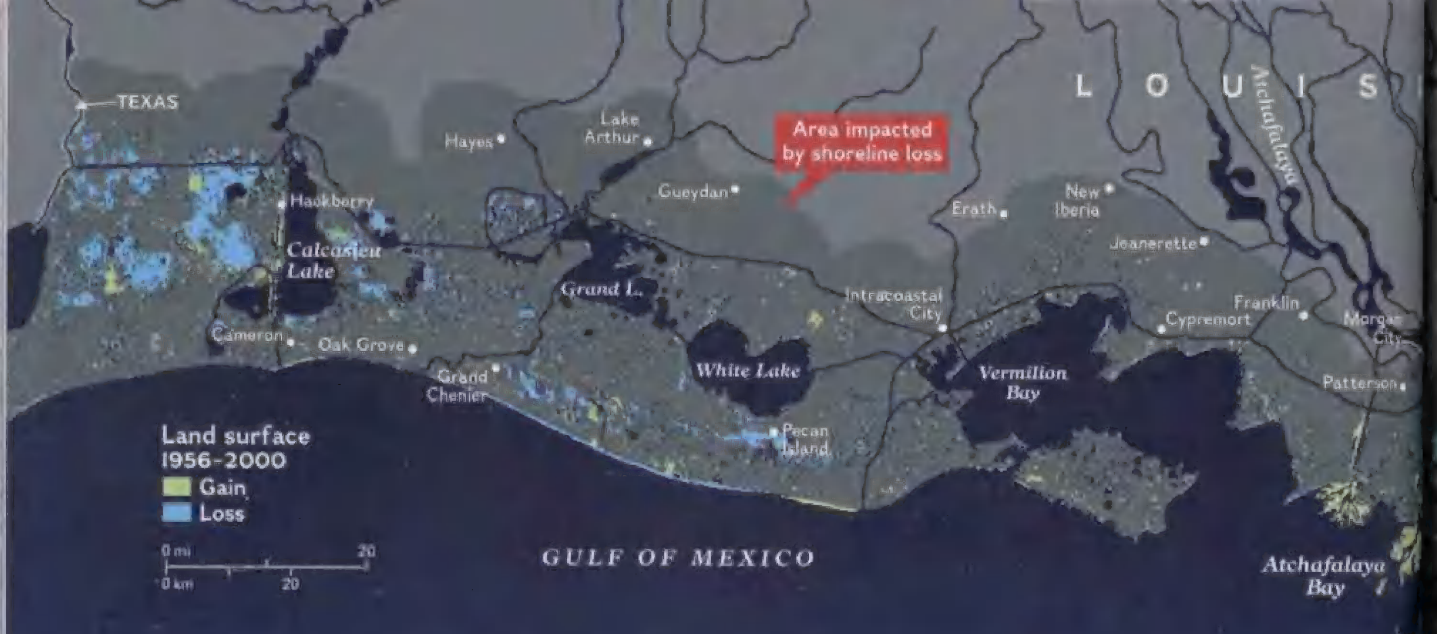 LOUIS
Atchafalaya
TEXAS
Lake
Arthur
Hayes
Area impacted
by shoreline loss
Gueydan
New
Iberia
Erath
Hackberry
Jeanerette
Calcasieu
Lake
Grand L.
Intracoastal
City
Franklin
Cypremort
Morgan
City
Cameron
Oak Grove
White Lake
Vermilion
Bay
Grand
Chenier
Patterson
Pecan
Island
Land surface
1956-2000
Gain
Loss
0 mi 20
0 km 20
GULF OF MEXICO
Atchafalaya
Bay